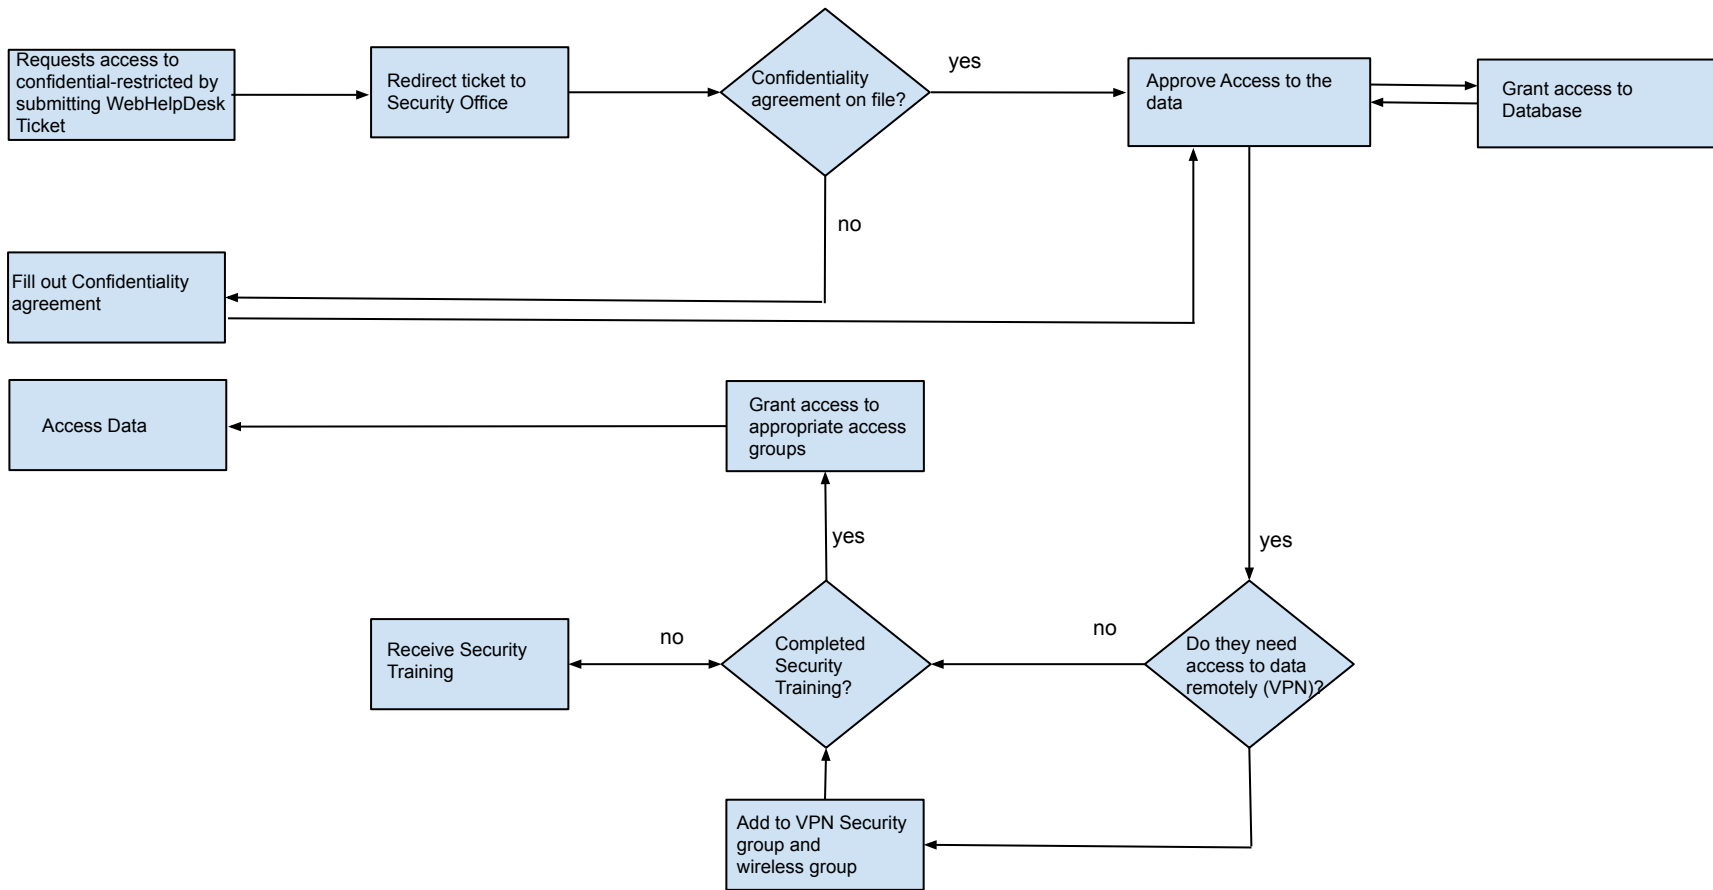 Requests access to
confidential-restricted by
submitting WebHelpDesk
Ticket
Redirect ticket to
Security Office
Confidentiality
agreement on file?
yes
Approve Access to the
data
Grant access to
Database
no
Fill out Confidentiality
agreement
Access Data
Grant access to
appropriate access
groups
yes
yes
Receive Security
Training
no
Completed
Security
Training?
no
Do they need
access to data
remotely (VPN)?
Add to VPN Security
group and
wireless group